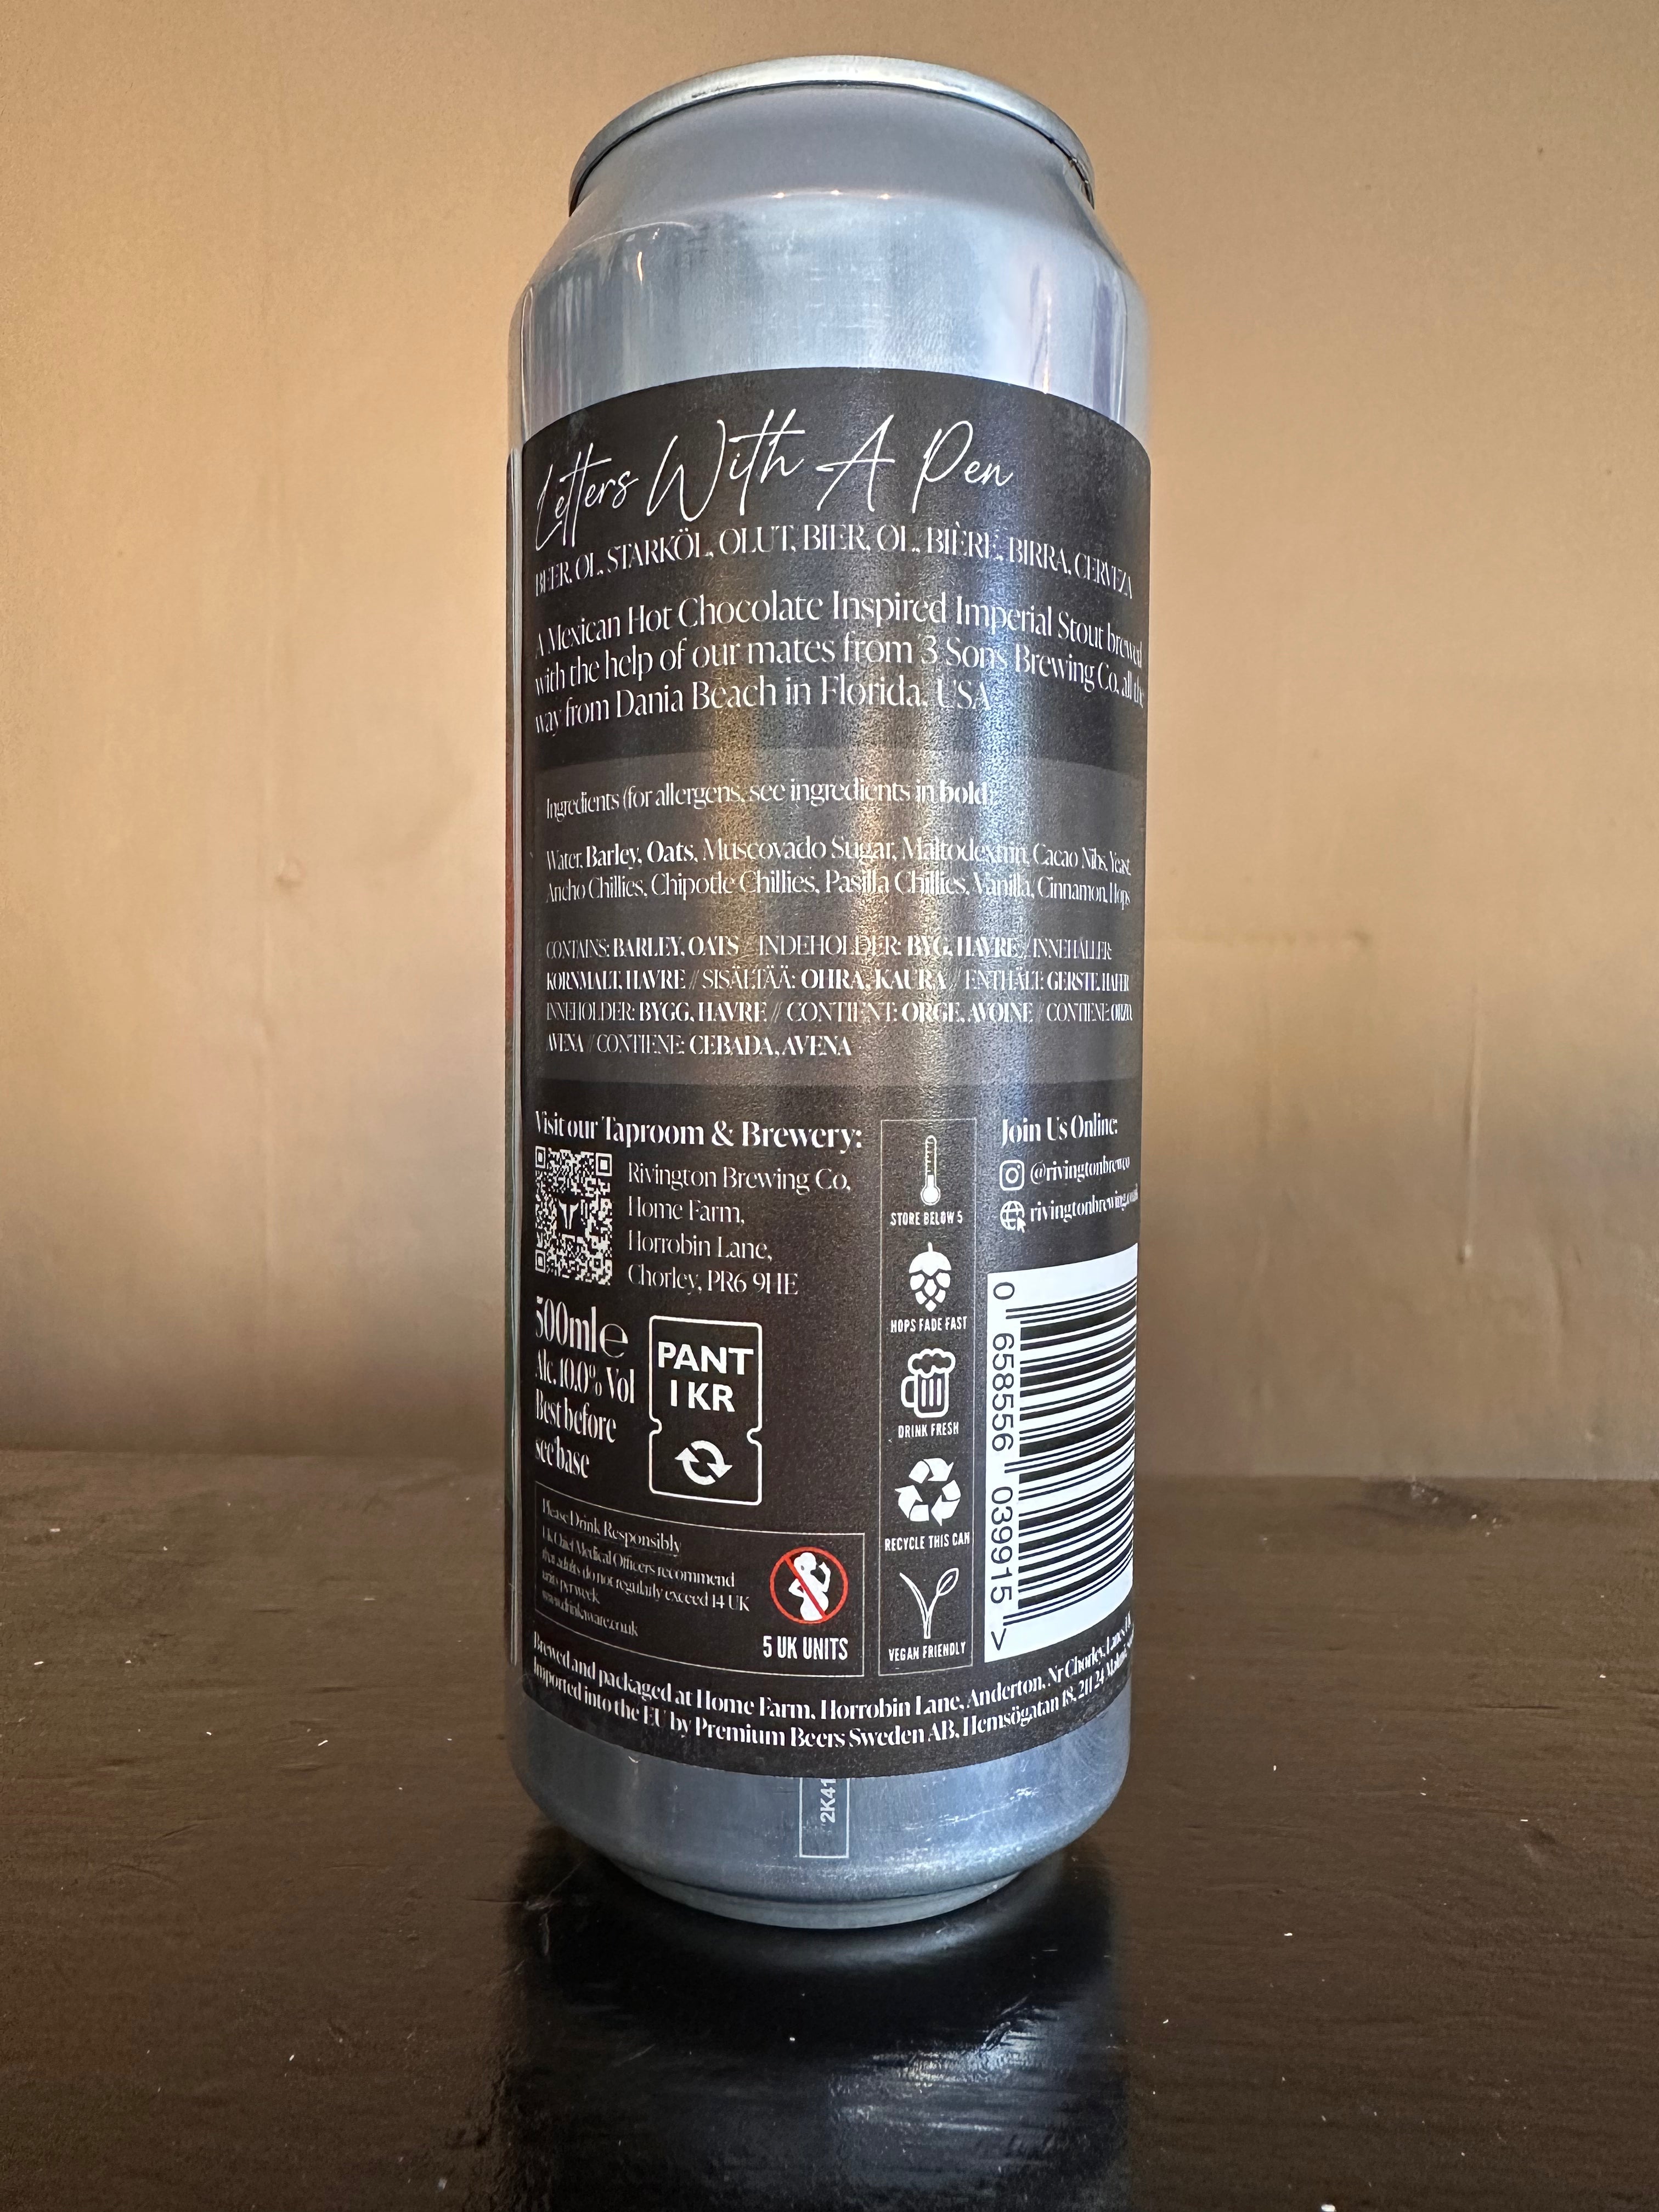 Letters With A Pen
BEER, ØL, STARKÖL, OLUT, BIER, ØL, BIÈRE, BIRRA, CERVEZA
A Mexican Hot Chocolate Inspired Imperial Stout brewed
with the help of our mates from 3 Sons Brewing Co, all the
way from Dania Beach in Florida, USA
Ingredients (for allergens, see ingredients in bold)
Water, Barley, Oats, Muscovado Sugar, Maltodextrin, Cacao Nibs, Yeast,
Ancho Chillies, Chipotle Chillies, Pasilla Chillies, Vanilla, Cinnamon, Hops
CONTAINS: BARLEY, OATS // INDEHOLDER: BYG, HAVRE // INNEHÅLLER:
KORNMALT, HAVRE // SISÄLTÄÄ: OHRA, KAURA // ENTHÄLT: GERSTE, HAFER
INNEHOLDER: BYGG, HAVRE // CONTIENT: ORGE, AVOINE // CONTIENE: ORZO,
AVENA // CONTIENE: CEBADA, AVENA
Visit our Taproom & Brewery:
Rivington Brewing Co,
Home Farm,
Horrobin Lane,
Chorley, PR6 9HE
500ml e
Alc. 10.0% Vol
Best before
see base
PANT
1 KR
Please Drink Responsibly
UK Chief Medical Officers recommend
that adults do not regularly exceed 14 UK
units per week
www.drinkaware.co.uk
5 UK UNITS
STORE BELOW 5
HOPS FADE FAST
DRINK FRESH
RECYCLE THIS CAN
VEGAN FRIENDLY
Join Us Online:
@rivingtonbrewco
rivingtonbrewing.co.uk
0 658556 039915 >
Brewed and packaged at Home Farm, Horrobin Lane, Anderton, Nr Chorley, Lancs, UK
Imported into the EU by Premium Beers Sweden AB, Hemsögatan 18, 211 24
2K41